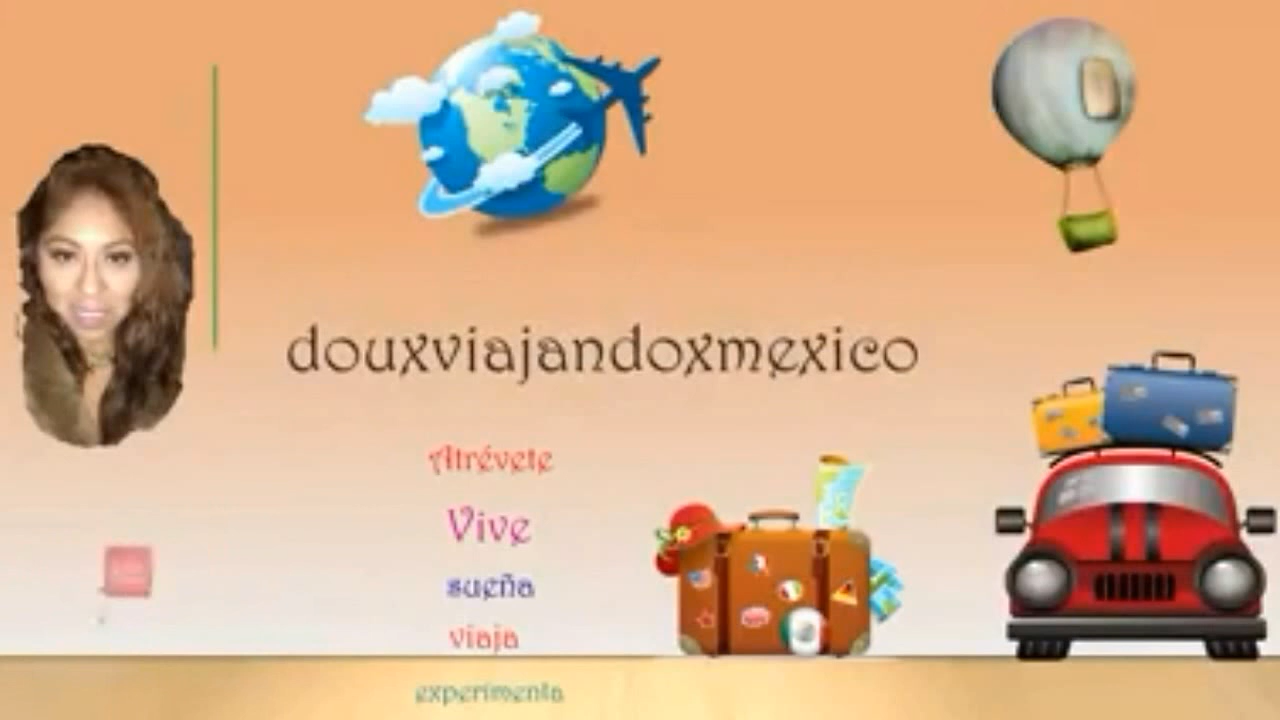 douxviajandoxmexico
Atrévete
Vive
sueña
viaja
experimenta